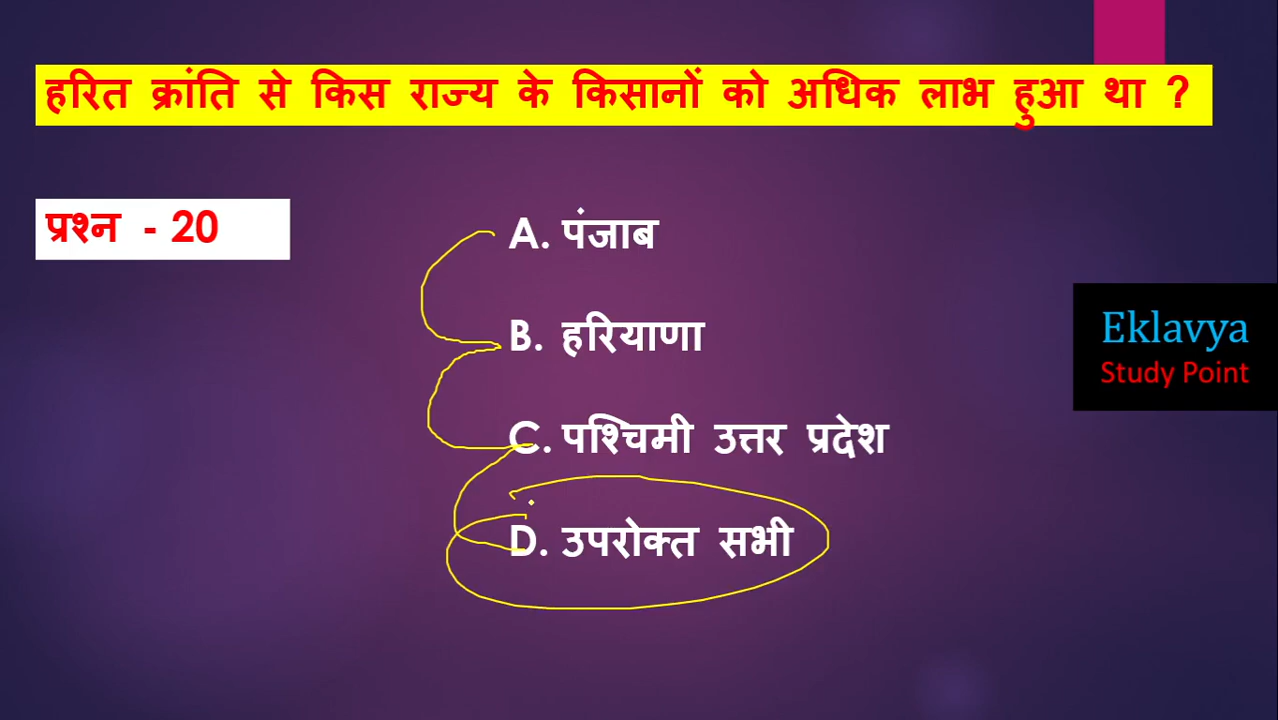 हरित क्रांति से किस राज्य के किसानों को अधिक लाभ हुआ था ?
प्रश्न - 20
A. पंजाब
B. हरियाणा
C. पश्चिमी उत्तर प्रदेश
D. उपरोक्त सभी
Eklavya
Study Point